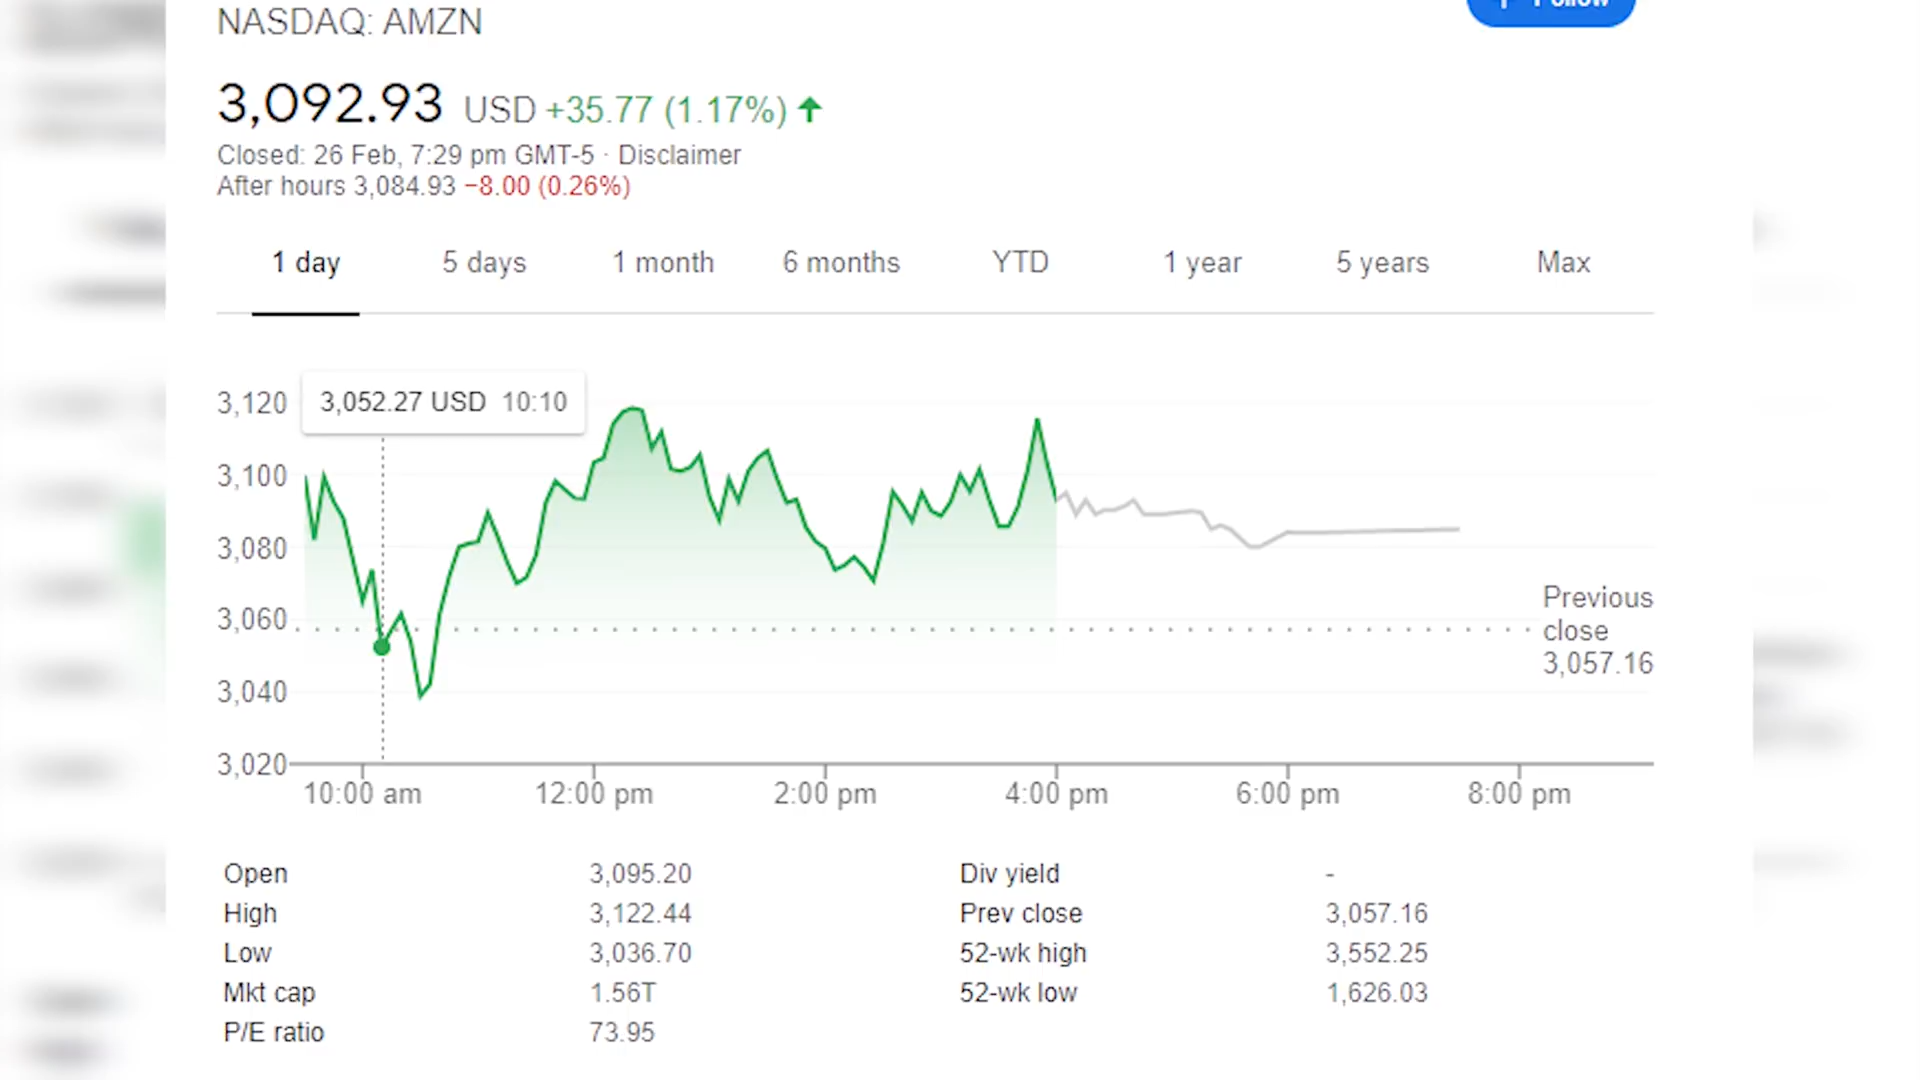 NASDAQ: AMZN
Follow
3,092.93 USD +35.77 (1.17%)
Closed: 26 Feb, 7:29 pm GMT-5 · Disclaimer
After hours 3,084.93 −8.00 (0.26%)
1 day 5 days 1 month 6 months YTD 1 year 5 years Max
3,052.27 USD 10:10
3,120
3,100
3,080
3,060
3,040
3,020
Previous
close
3,057.16
10:00 am 12:00 pm 2:00 pm 4:00 pm 6:00 pm 8:00 pm
Open 3,095.20 Div yield -
High 3,122.44 Prev close 3,057.16
Low 3,036.70 52-wk high 3,552.25
Mkt cap 1.56T 52-wk low 1,626.03
P/E ratio 73.95